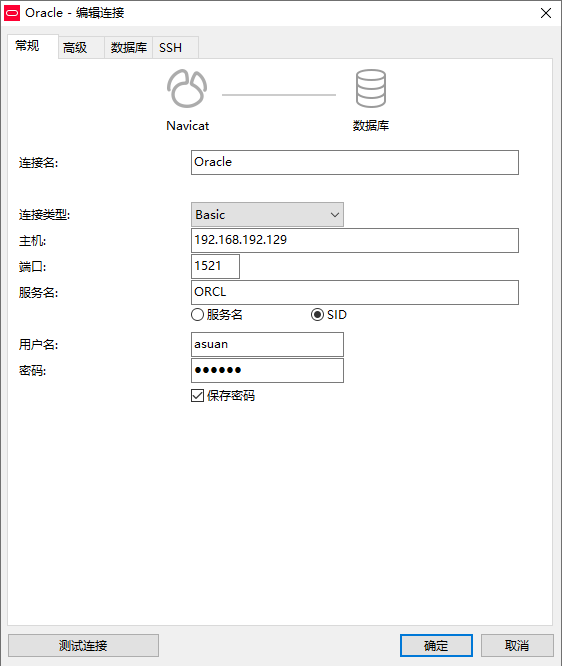 Oracle - 编辑连接
常规 高级 数据库 SSH
Navicat 数据库
连接名: Oracle
连接类型: Basic
主机: 192.168.192.129
端口: 1521
服务名: ORCL
服务名 SID
用户名: asuan
密码: ●●●●●●
保存密码
测试连接 确定 取消